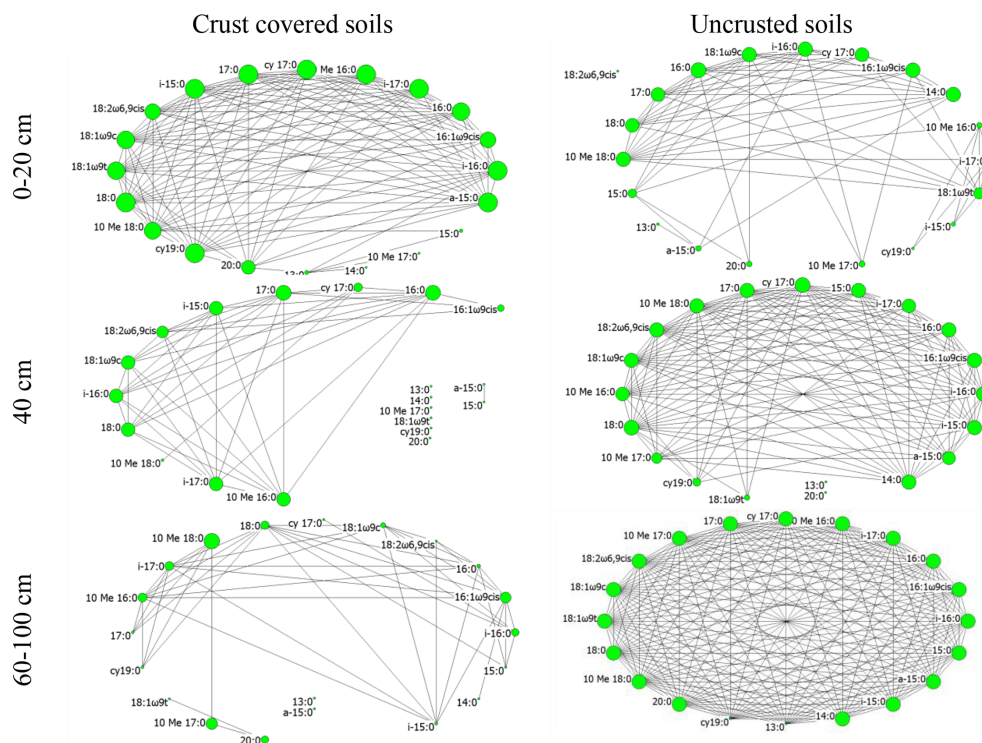 Crust covered soils
Uncrusted soils
0-20 cm
17:0
cy 17:0
Me 16:0
i-15:0
i-17:0
18:2ω6,9cis
16:0
18:1ω9c
16:1ω9cis
18:1ω9t
i-16:0
18:0
a-15:0
10 Me 18:0
15:0
cy19:0
10 Me 17:0
20:0
13:0
14:0
i-16:0
18:1ω9c
cy 17:0
18:2ω6,9cis
16:0
16:1ω9cis
17:0
14:0
18:0
10 Me 16:0
10 Me 18:0
i-17:0
15:0
18:1ω9t
13:0
i-15:0
a-15:0
cy19:0
20:0
10 Me 17:0
40 cm
17:0
cy 17:0
16:0
i-15:0
16:1ω9cis
18:2ω6,9cis
18:1ω9c
i-16:0
18:0
10 Me 18:0
i-17:0
10 Me 16:0
13:0
14:0
10 Me 17:0
18:1ω9t
cy19:0
20:0
a-15:0
15:0
17:0
cy 17:0
15:0
10 Me 18:0
i-17:0
18:2ω6,9cis
16:0
18:1ω9c
16:1ω9cis
10 Me 16:0
i-16:0
18:0
i-15:0
10 Me 17:0
a-15:0
cy19:0
14:0
18:1ω9t
13:0
20:0
60-100 cm
18:0
cy 17:0
18:1ω9c
10 Me 18:0
18:2ω6,9cis
i-17:0
16:0
10 Me 16:0
16:1ω9cis
17:0
i-16:0
cy19:0
15:0
18:1ω9t
13:0
14:0
a-15:0
10 Me 17:0
i-15:0
20:0
17:0
cy 17:0
0 Me 16:0
10 Me 17:0
i-17:0
18:2ω6,9cis
16:0
18:1ω9c
16:1ω9cis
18:1ω9t
i-16:0
18:0
15:0
10 Me 18:0
a-15:0
20:0
i-15:0
cy19:0
13:0
14:0